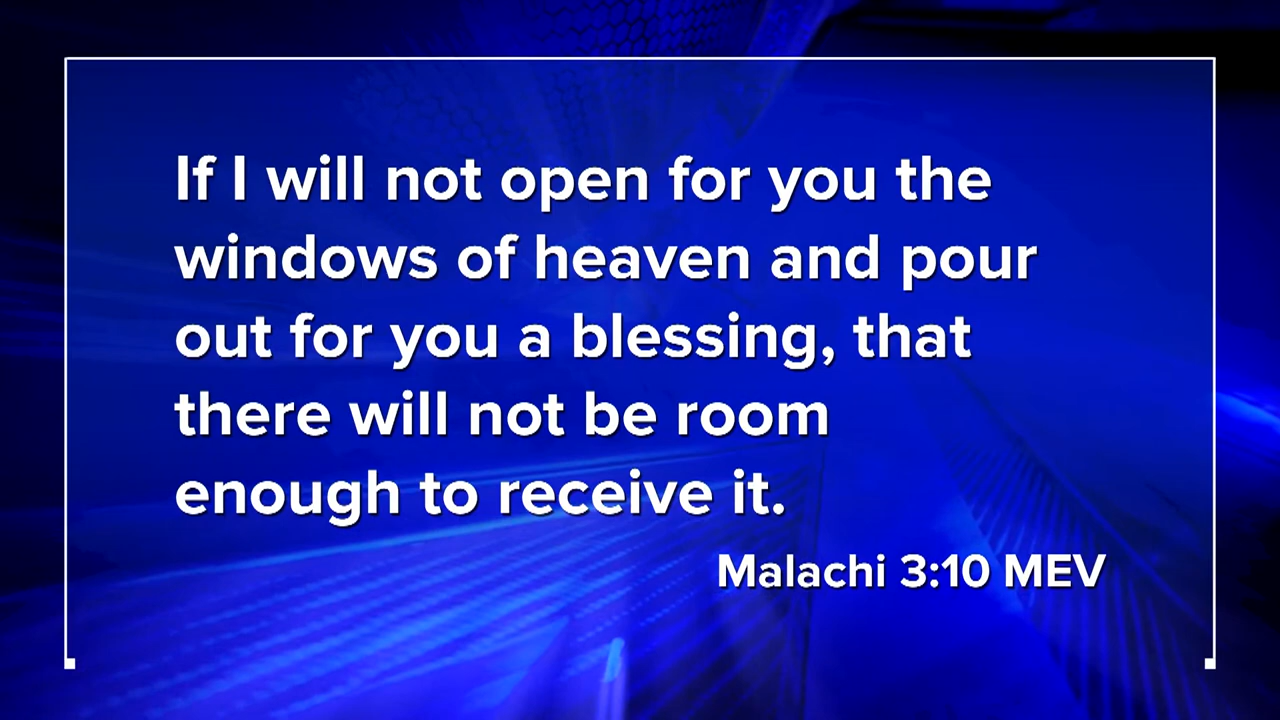 If I will not open for you the
windows of heaven and pour
out for you a blessing, that
there will not be room
enough to receive it.
Malachi 3:10 MEV